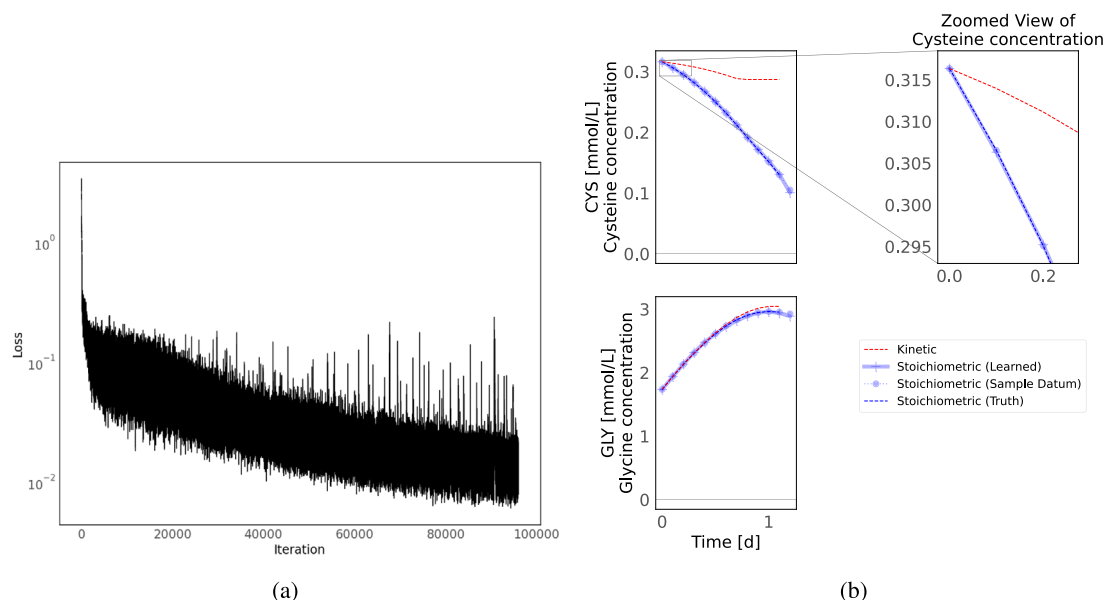 10^0
10^-1
10^-2
Loss
0
20000
40000
60000
80000
100000
Iteration
(a)
0.3
0.2
0.1
0.0
CYS [mmol/L]
Cysteine concentration
Zoomed View of
Cysteine concentration
0.315
0.310
0.305
0.300
0.295
0.0
0.2
3
2
1
0
GLY [mmol/L]
Glycine concentration
0
1
Time [d]
Kinetic
Stoichiometric (Learned)
Stoichiometric (Sample Datum)
Stoichiometric (Truth)
(b)